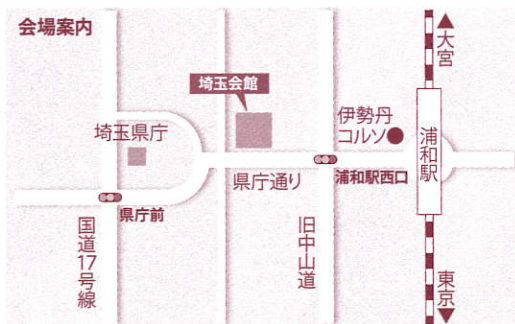 会場案内
▲大宮
埼玉会館
伊勢丹
コルソ●
埼玉県庁
浦和駅
県庁通り
浦和駅西口
県庁前
国道17号線
旧中山道
東京▼